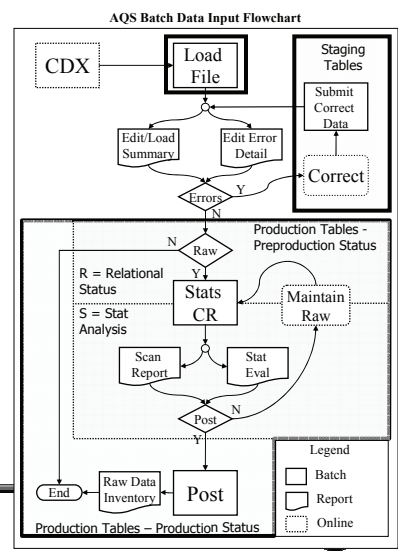 AQS Batch Data Input Flowchart
CDX
Load
File
Staging
Tables
Submit
Correct
Data
Edit/Load
Summary
Edit Error
Detail
Correct
Errors
Y
N
Production Tables -
Preproduction Status
N
Raw
R = Relational
Status
Y
Stats
CR
Maintain
Raw
S = Stat
Analysis
Scan
Report
Stat
Eval
Post
N
Y
Legend
Batch
Report
Online
End
Raw Data
Inventory
Post
Production Tables – Production Status